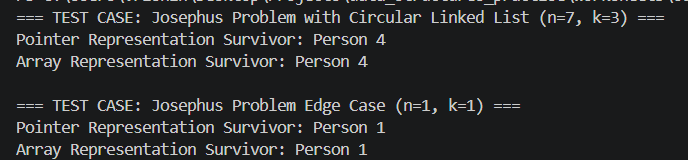 === TEST CASE: Josephus Problem with Circular Linked List (n=7, k=3) ===
Pointer Representation Survivor: Person 4
Array Representation Survivor: Person 4
=== TEST CASE: Josephus Problem Edge Case (n=1, k=1) ===
Pointer Representation Survivor: Person 1
Array Representation Survivor: Person 1